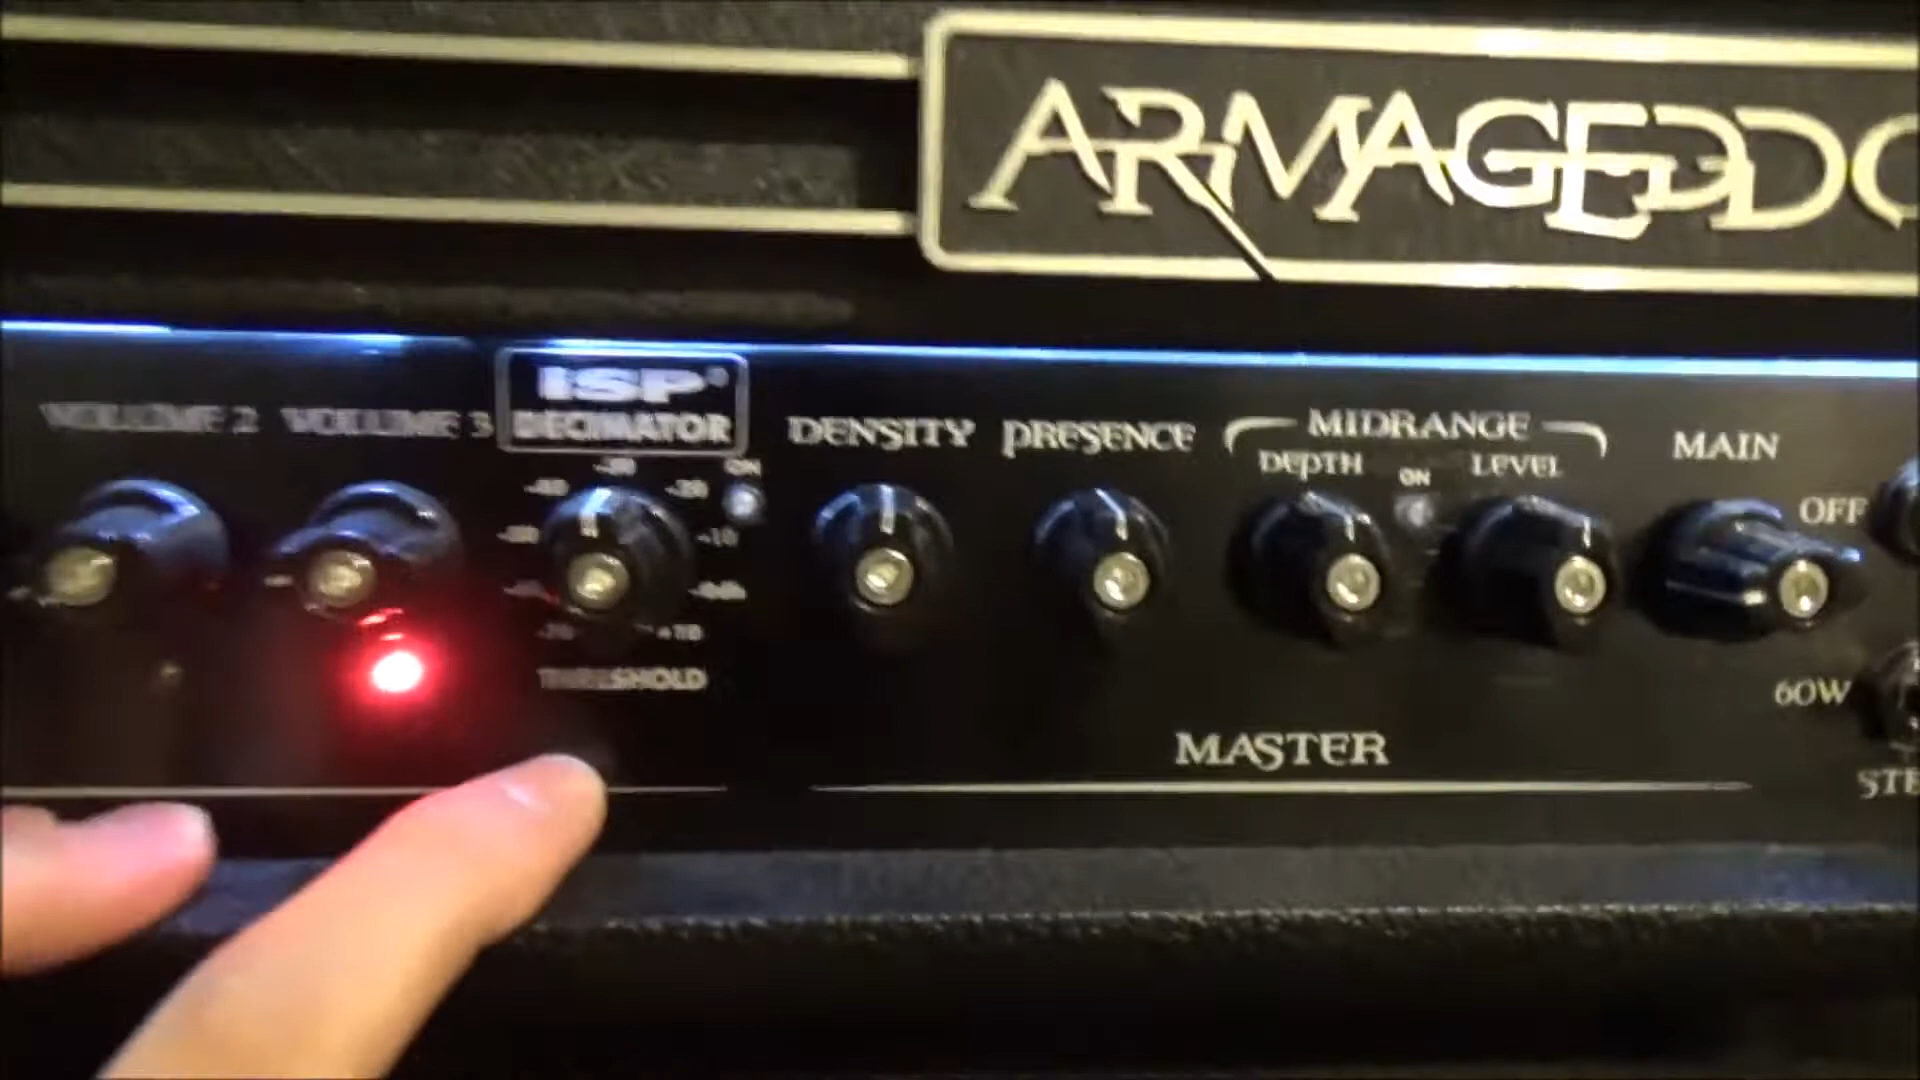 ARMAGEDDO
ISP
DECIMATOR
VOLUME 2 VOLUME 3
DENSITY PRESENCE
MIDRANGE
DEPTH ON LEVEL
MAIN
ON
-30
-40 -20
-10
OFF
+10
THRESHOLD
60W
MASTER
STE